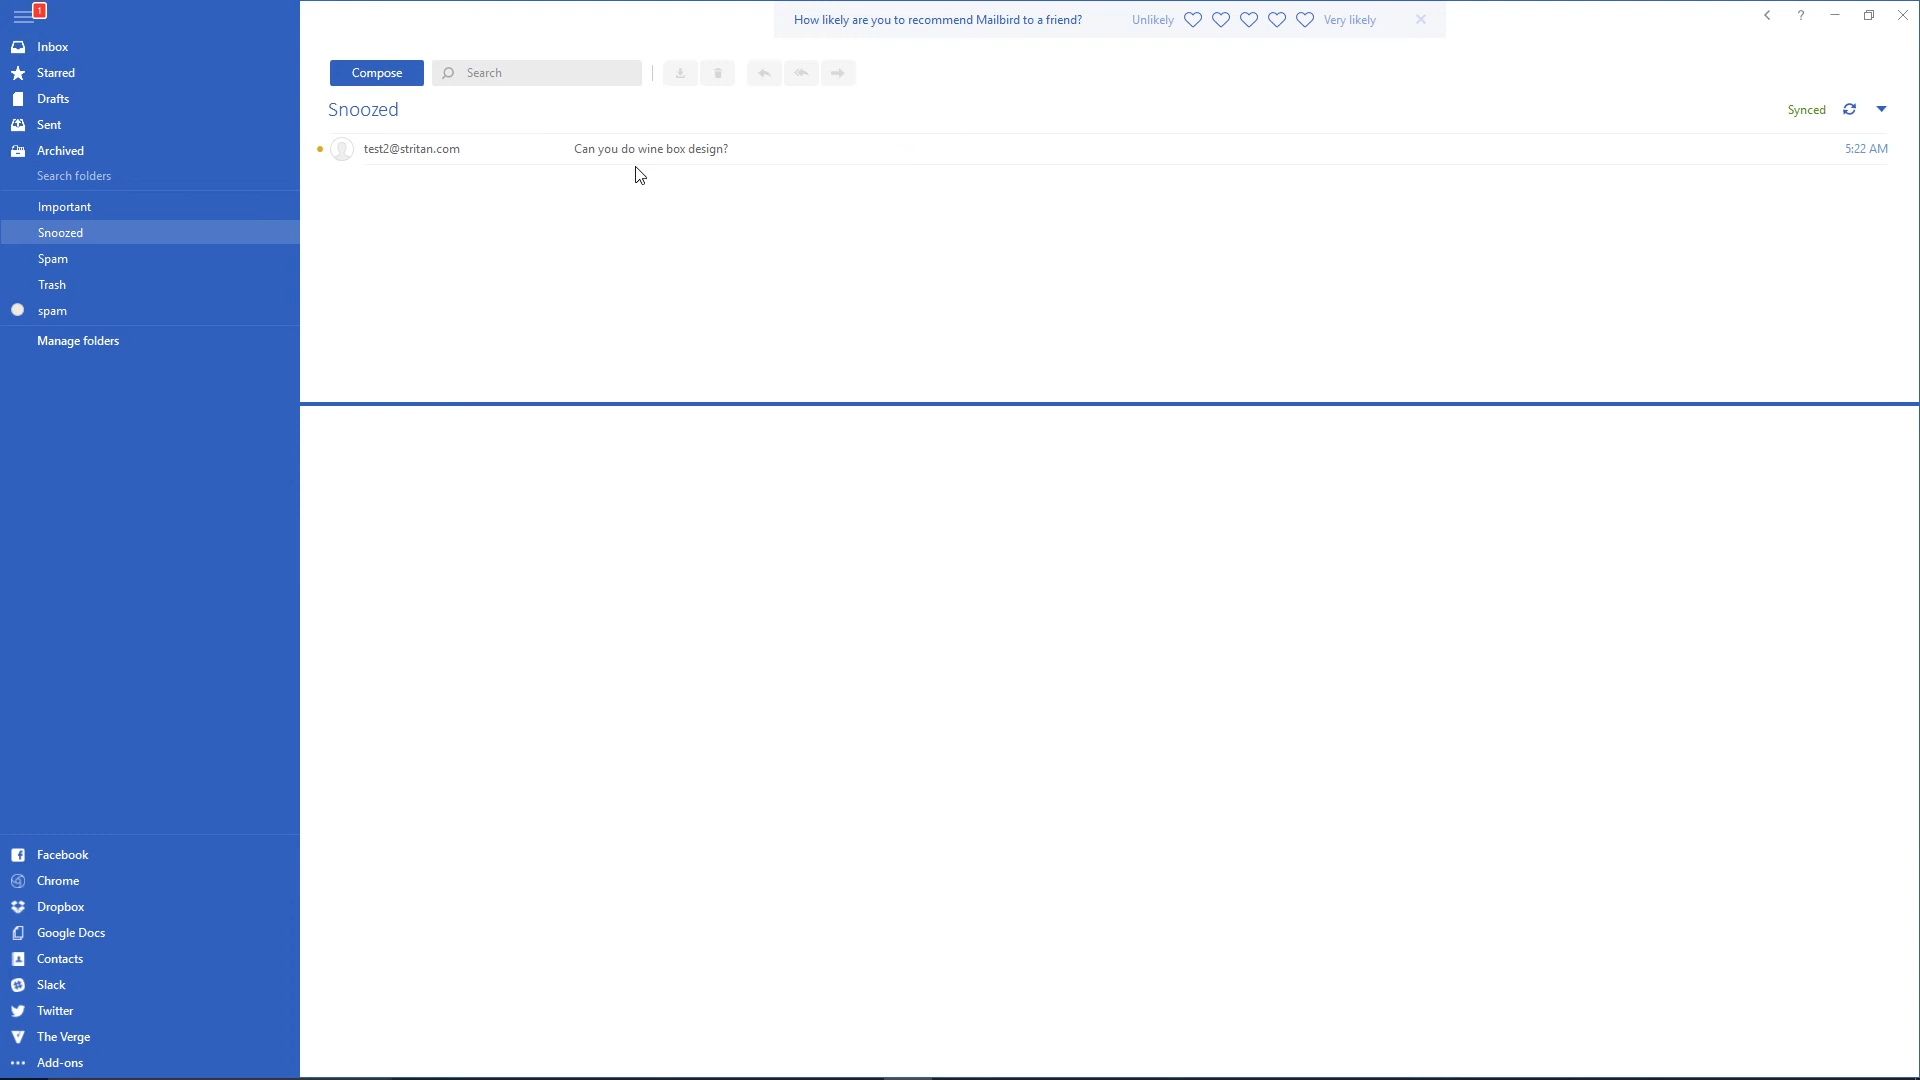 1
How likely are you to recommend Mailbird to a friend? Unlikely Very likely
Inbox
Starred
Drafts
Sent
Archived
Search folders
Important
Snoozed
Spam
Trash
spam
Manage folders
Facebook
Chrome
Dropbox
Google Docs
Contacts
Slack
Twitter
The Verge
Add-ons
Compose Search
Snoozed Synced
test2@stritan.com Can you do wine box design? 5:22 AM